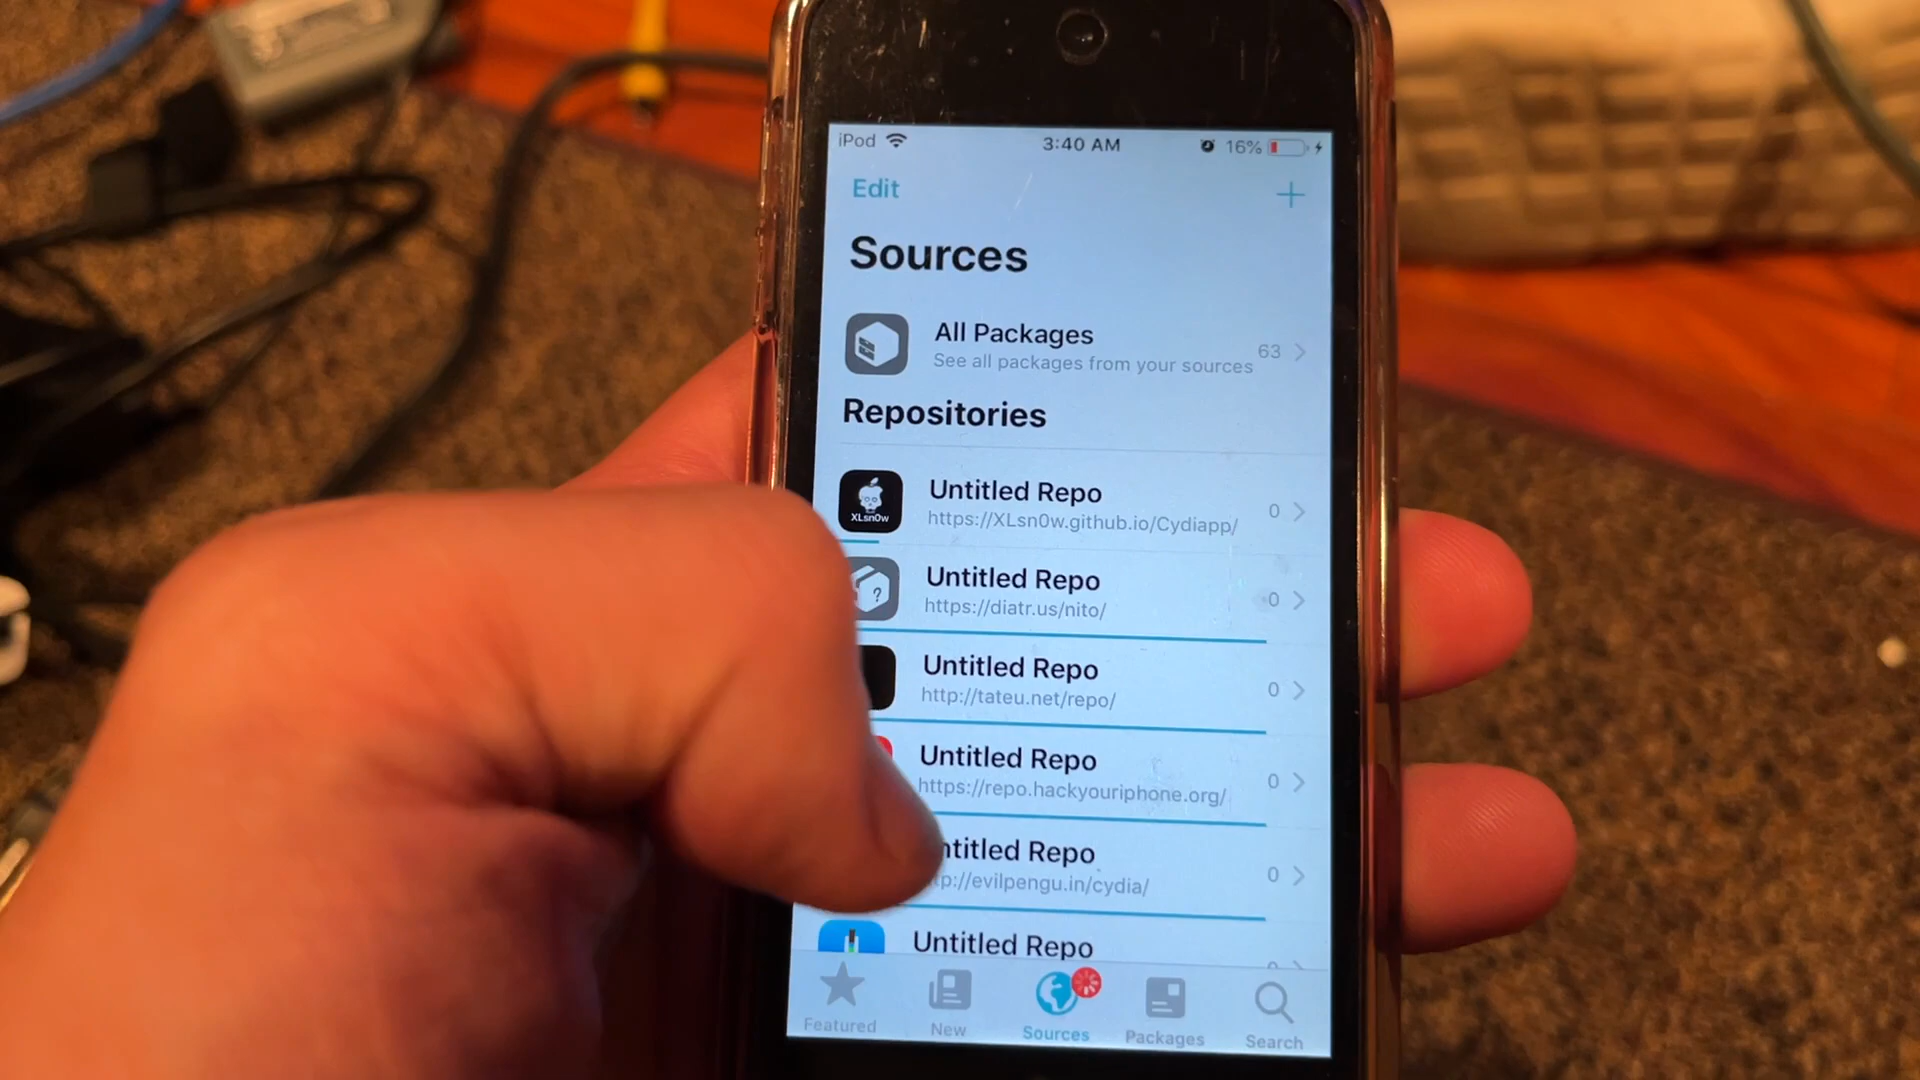 iPod 3:40 AM 16%
Edit
Sources
All Packages
See all packages from your sources 63
Repositories
Untitled Repo
XLsn0w https://XLsn0w.github.io/Cydiapp/ 0
Untitled Repo
https://diatr.us/nito/ 0
Untitled Repo
http://tateu.net/repo/ 0
Untitled Repo
https://repo.hackyouriphone.org/ 0
ntitled Repo
tp://evilpengu.in/cydia/ 0
Untitled Repo
Featured New Sources Packages Search